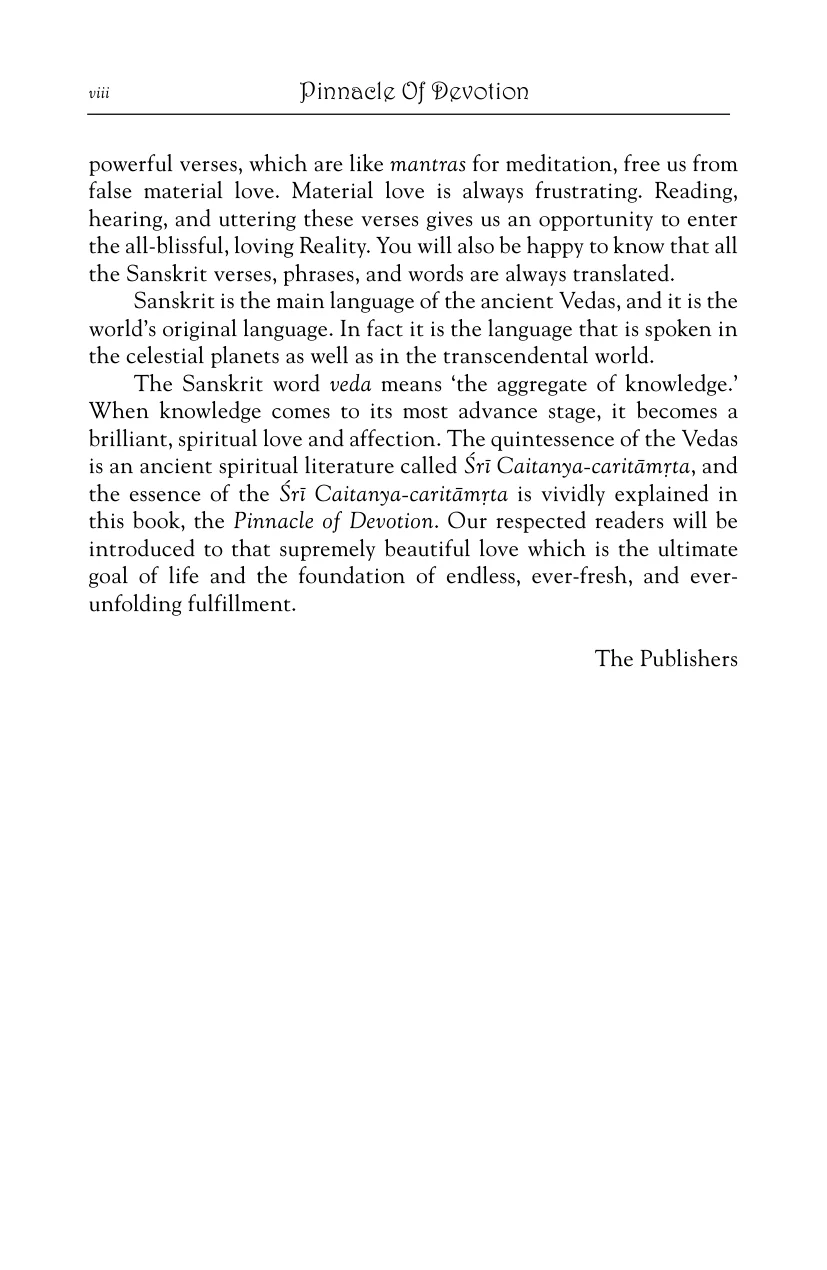 viii
Pinnacle Of Devotion
powerful verses, which are like mantras for meditation, free us from
false material love. Material love is always frustrating. Reading,
hearing, and uttering these verses gives us an opportunity to enter
the all-blissful, loving Reality. You will also be happy to know that all
the Sanskrit verses, phrases, and words are always translated.
Sanskrit is the main language of the ancient Vedas, and it is the
world’s original language. In fact it is the language that is spoken in
the celestial planets as well as in the transcendental world.
The Sanskrit word veda means ‘the aggregate of knowledge.’
When knowledge comes to its most advance stage, it becomes a
brilliant, spiritual love and affection. The quintessence of the Vedas
is an ancient spiritual literature called Śrī Caitanya-caritāmṛta, and
the essence of the Śrī Caitanya-caritāmṛta is vividly explained in
this book, the Pinnacle of Devotion. Our respected readers will be
introduced to that supremely beautiful love which is the ultimate
goal of life and the foundation of endless, ever-fresh, and ever-
unfolding fulfillment.
The Publishers